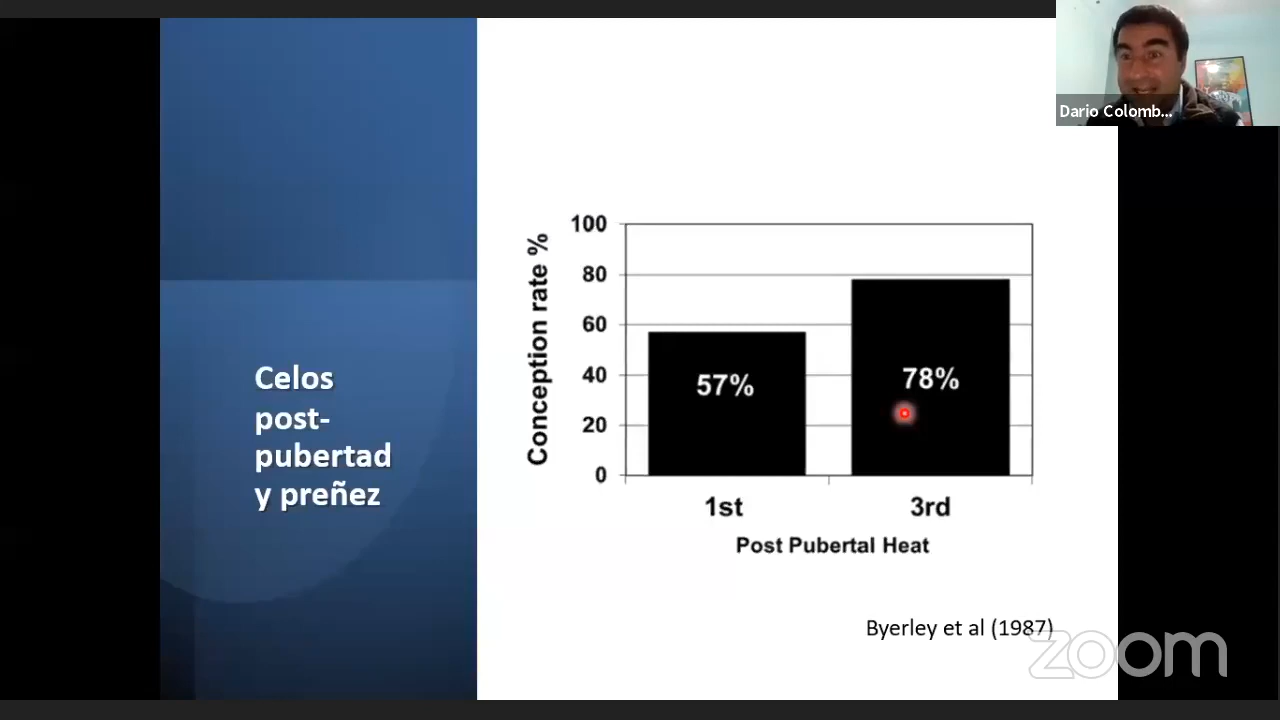 Dario Colomb...
Celos
post-
pubertad
y preñez
Conception rate %
100
80
60
40
20
0
57%
78%
1st
3rd
Post Pubertal Heat
Byerley et al (1987)
zoom